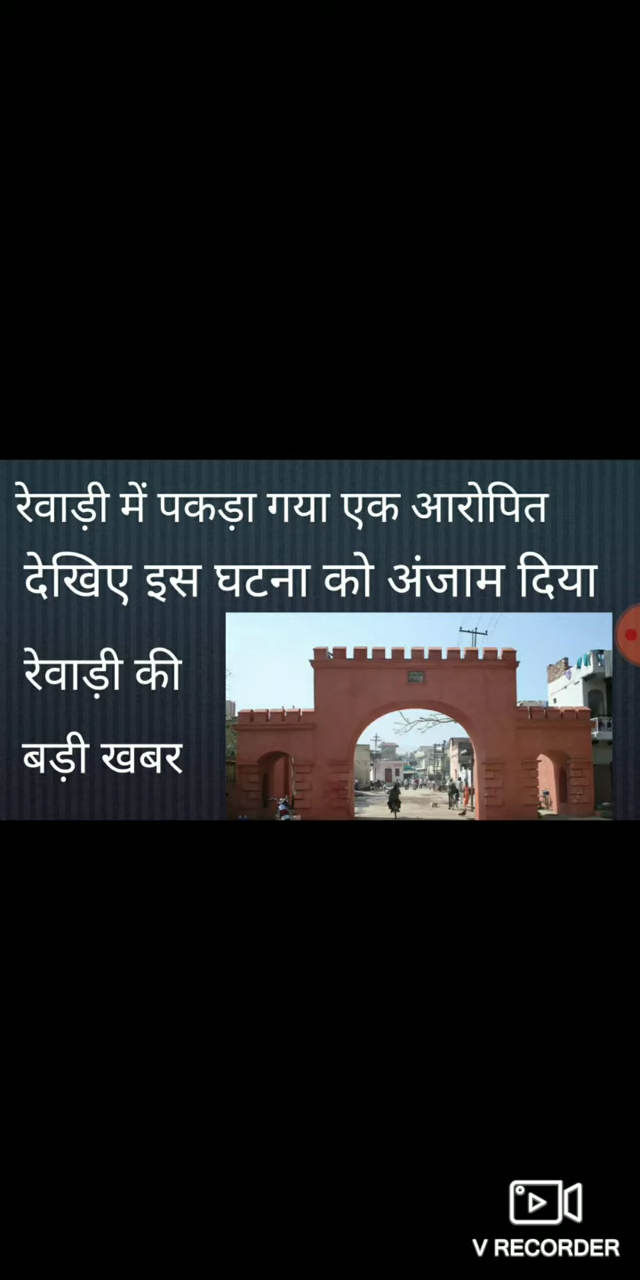 रेवाड़ी में पकड़ा गया एक आरोपित
देखिए इस घटना को अंजाम दिया
रेवाड़ी की
बड़ी खबर
V RECORDER